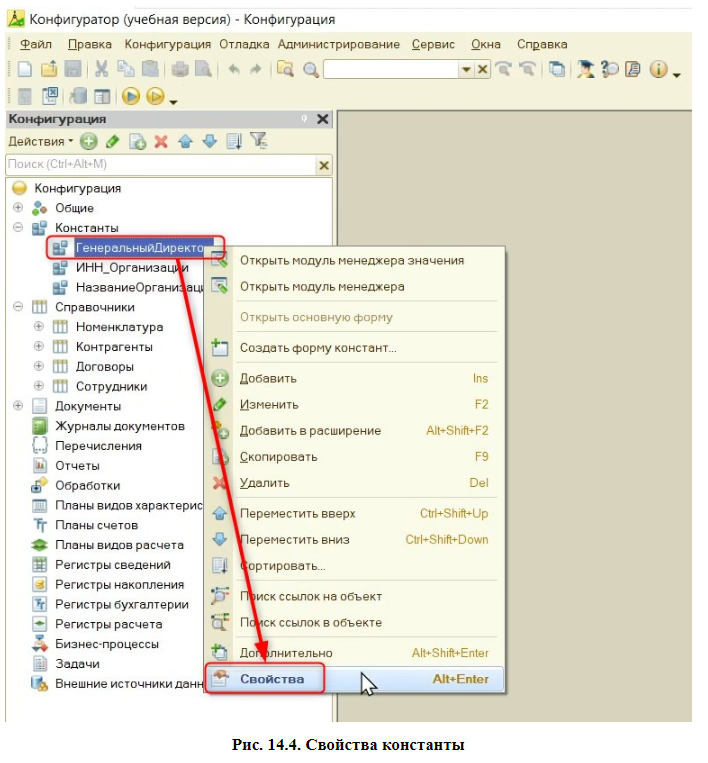 Конфигуратор (учебная версия) - Конфигурация
Файл Правка Конфигурация Отладка Администрирование Сервис Окна Справка
Конфигурация
Действия
Поиск (Ctrl+Alt+M)
Конфигурация
Общие
Константы
ГенеральныйДиректо
ИНН_Организации
НазваниеОрганизаци
Справочники
Номенклатура
Контрагенты
Договоры
Сотрудники
Документы
Журналы документов
Перечисления
Отчеты
Обработки
Планы видов характерис
Планы счетов
Планы видов расчета
Регистры сведений
Регистры накопления
Регистры бухгалтерии
Регистры расчета
Бизнес-процессы
Задачи
Внешние источники данн
Открыть модуль менеджера значения
Открыть модуль менеджера
Открыть основную форму
Создать форму констант...
Добавить Ins
Изменить F2
Добавить в расширение Alt+Shift+F2
Скопировать F9
Удалить Del
Переместить вверх Ctrl+Shift+Up
Переместить вниз Ctrl+Shift+Down
Сортировать...
Поиск ссылок на объект
Поиск ссылок в объекте
Дополнительно Alt+Shift+Enter
Свойства Alt+Enter
Рис. 14.4. Свойства константы